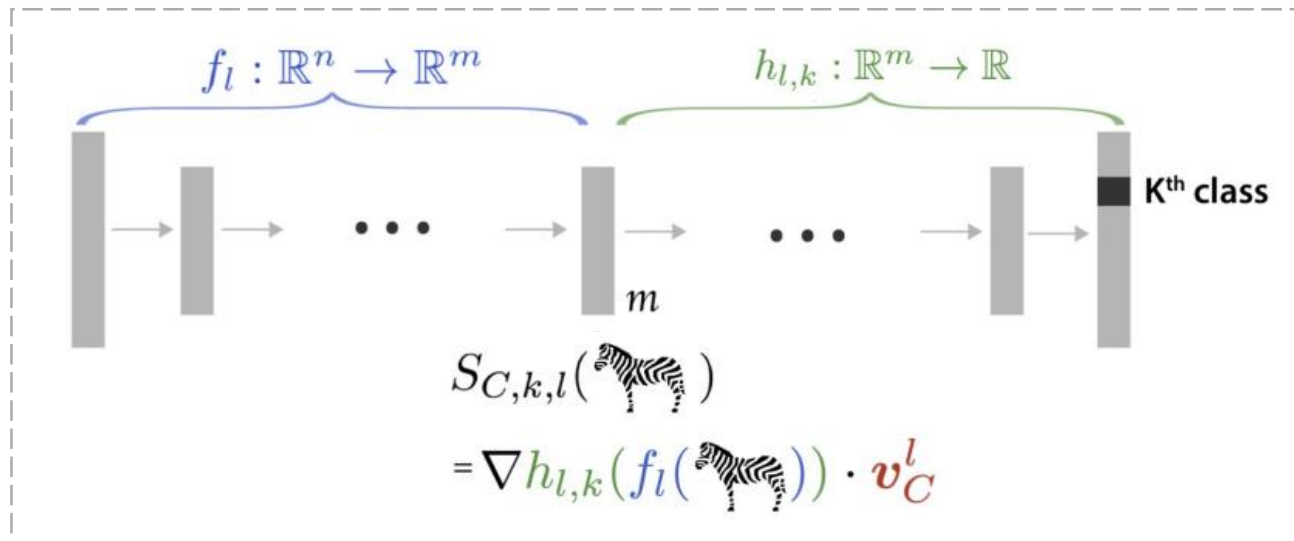 f_l : ℝ^n → ℝ^m
h_{l,k} : ℝ^m → ℝ
K^th class
m
S_{C,k,l}( )
= ∇h_{l,k}(f_l( )) · v_C^l